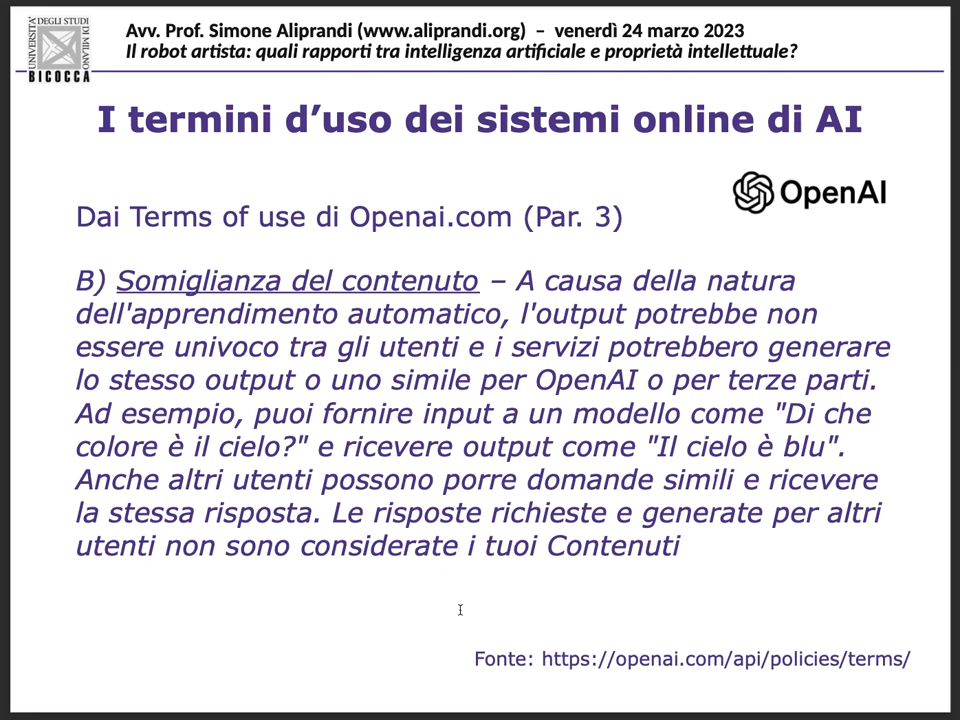 Avv. Prof. Simone Aliprandi (www.aliprandi.org) – venerdì 24 marzo 2023
Il robot artista: quali rapporti tra intelligenza artificiale e proprietà intellettuale?
UNIVERSITÀ DEGLI STUDI DI MILANO
BICOCCA
I termini d’uso dei sistemi online di AI
OpenAI
Dai Terms of use di Openai.com (Par. 3)
B) Somiglianza del contenuto – A causa della natura
dell'apprendimento automatico, l'output potrebbe non
essere univoco tra gli utenti e i servizi potrebbero generare
lo stesso output o uno simile per OpenAI o per terze parti.
Ad esempio, puoi fornire input a un modello come "Di che
colore è il cielo?" e ricevere output come "Il cielo è blu".
Anche altri utenti possono porre domande simili e ricevere
la stessa risposta. Le risposte richieste e generate per altri
utenti non sono considerate i tuoi Contenuti
Fonte: https://openai.com/api/policies/terms/